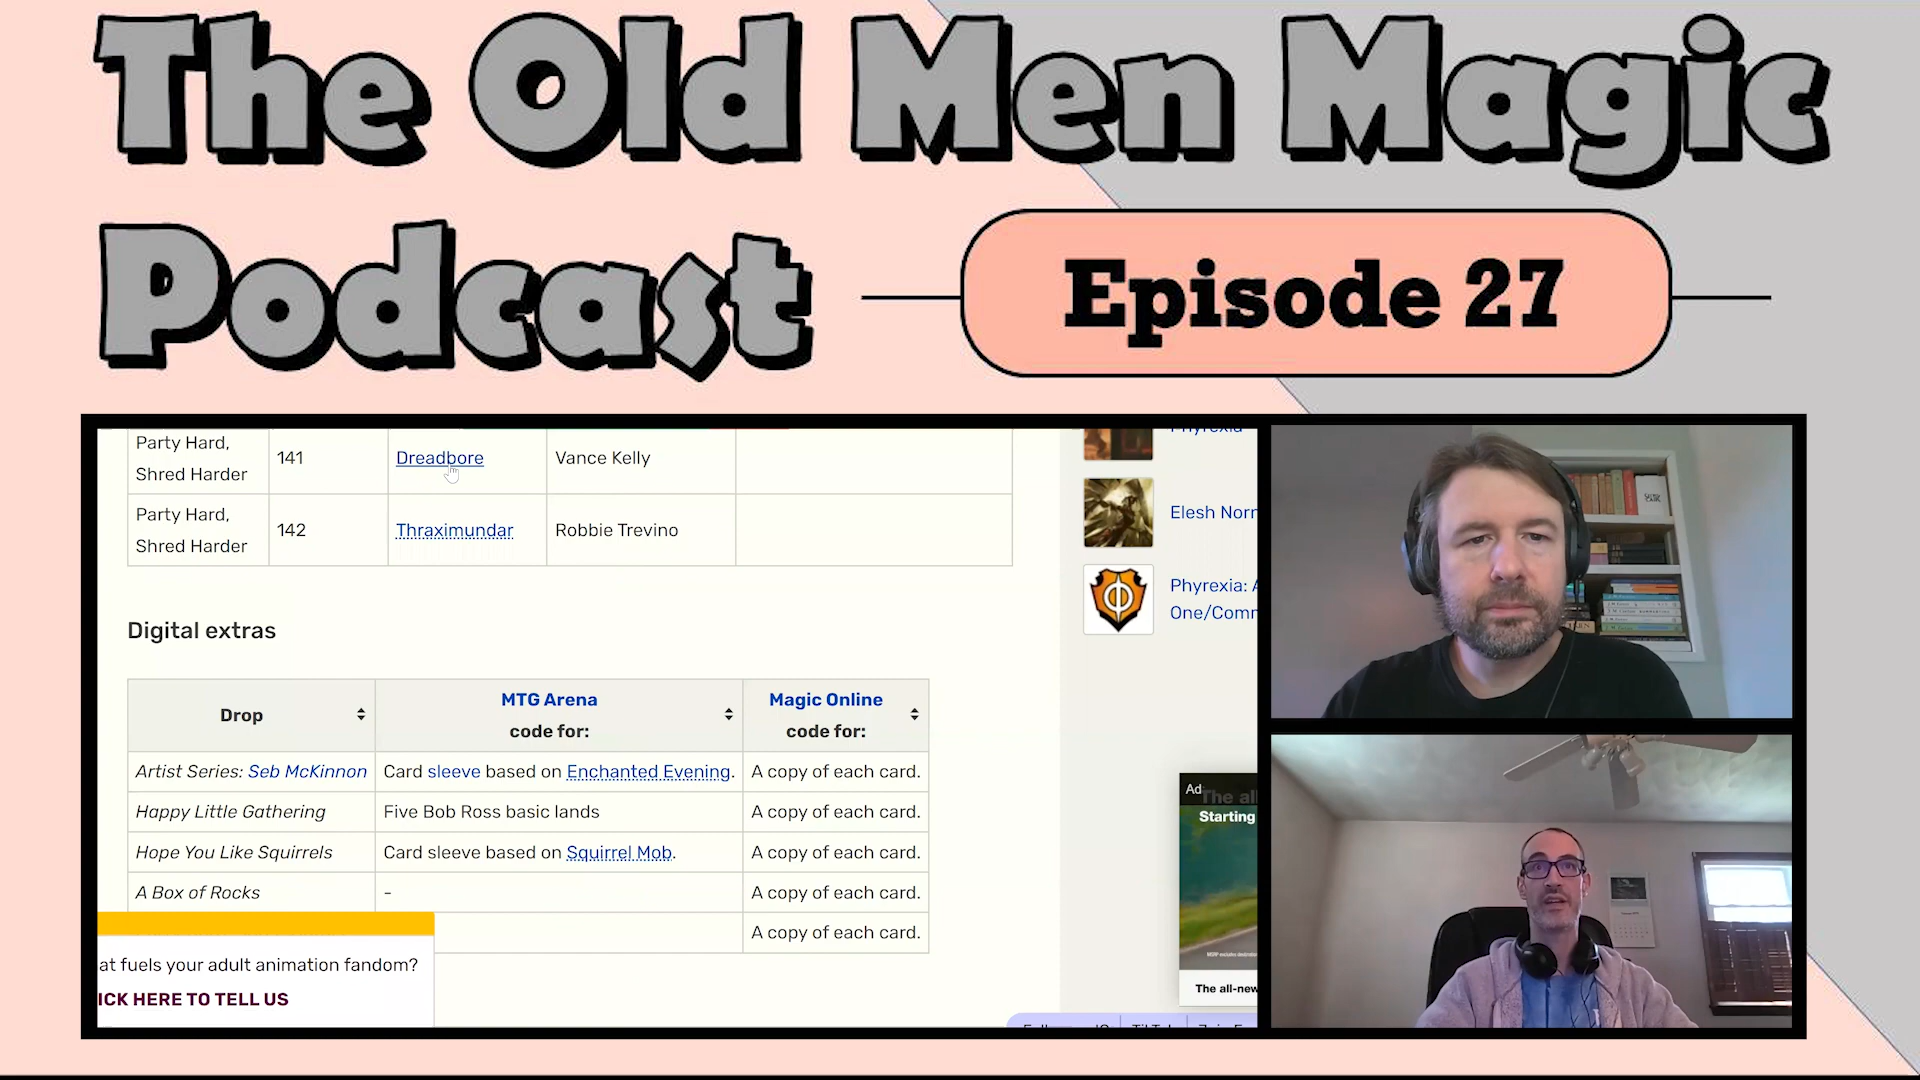 The Old Men Magic
Podcast
Episode 27
Party Hard,
Shred Harder
141
Dreadbore
Vance Kelly
Party Hard,
Shred Harder
142
Thraximundar
Robbie Trevino
Digital extras
Drop
MTG Arena
code for:
Magic Online
code for:
Artist Series: Seb McKinnon
Card sleeve based on Enchanted Evening.
A copy of each card.
Happy Little Gathering
Five Bob Ross basic lands
A copy of each card.
Hope You Like Squirrels
Card sleeve based on Squirrel Mob.
A copy of each card.
A Box of Rocks
-
A copy of each card.
A copy of each card.
at fuels your adult animation fandom?
ICK HERE TO TELL US
Phyrexia
Elesh Norn
Phyrexia: A
One/Comm
Ad
The all
Starting
The all-new